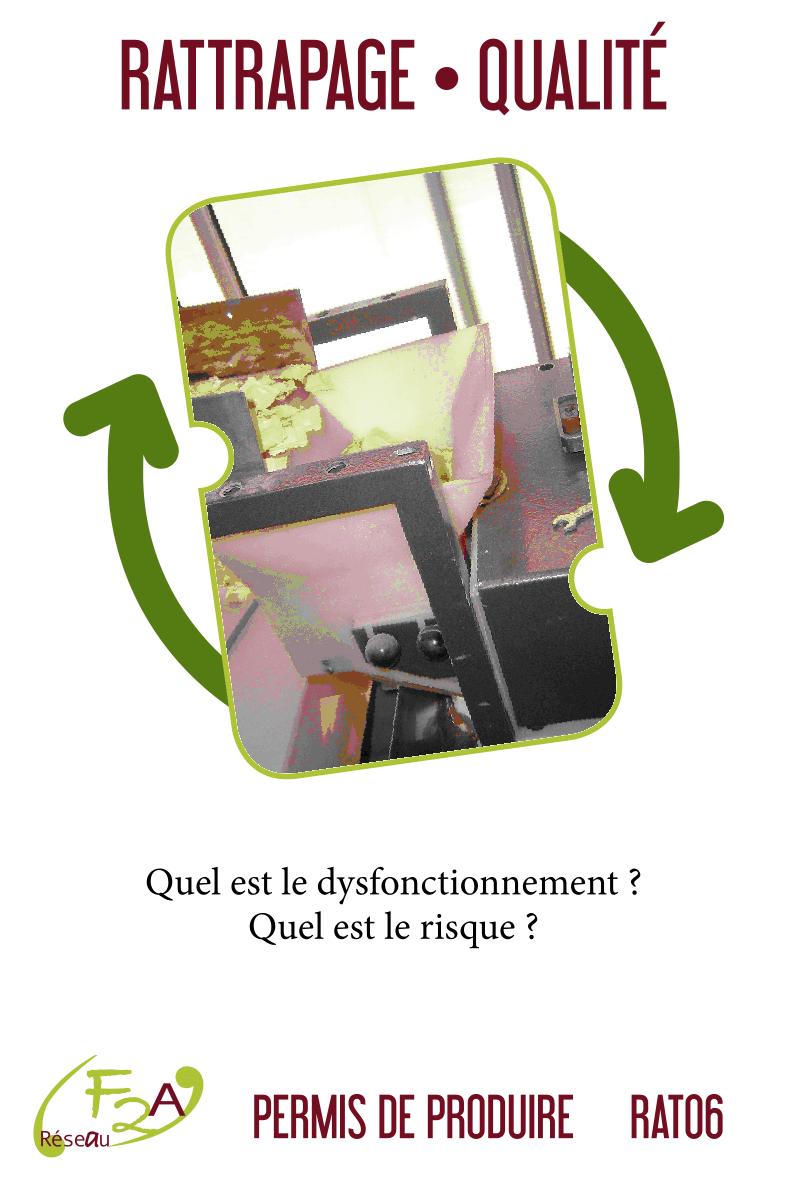 RATTRAPAGE • QUALITÉ
Quel est le dysfonctionnement ?
Quel est le risque ?
F2A
Réseau
PERMIS DE PRODUIRE RAT06